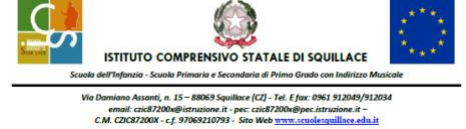 ISTITUTO COMPRENSIVO STATALE DI SQUILLACE
Scuola dell'Infanzia - Scuola Primaria e Secondaria di Primo Grado con Indirizzo Musicale
Via Damiano Assanti, n. 15 – 88069 Squillace (CZ) - Tel. E fax: 0961 912049/912034
email: czic87200x@istruzione.it - pec: czic87200x@pec.istruzione.it –
C.M. CZIC87200X - c.f. 97069210793 - Sito Web www.scuolesquillace.edu.it